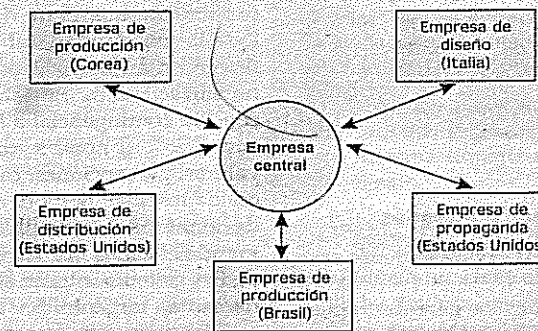 Empresa de
producción
(Corea)
Empresa de
diseño
(Italia)
Empresa
central
Empresa de
distribución
(Estados Unidos)
Empresa de
propaganda
(Estados Unidos
Empresa de
producción
(Brasil)